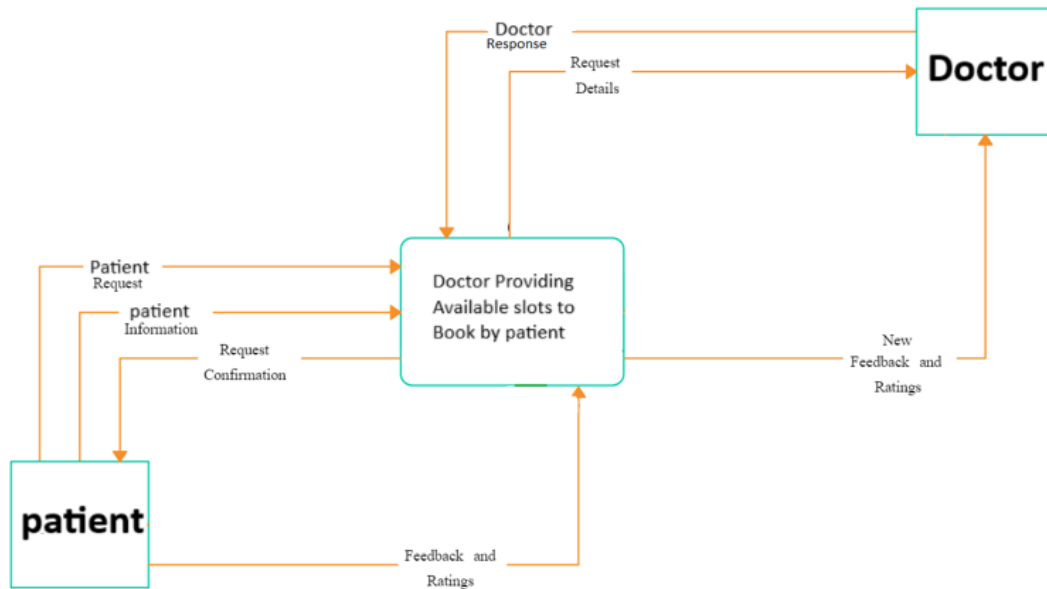 Doctor
Response
Request
Details
Doctor
Patient
Request
patient
Information
Request
Confirmation
Doctor Providing
Available slots to
Book by patient
New
Feedback and
Ratings
patient
Feedback and
Ratings